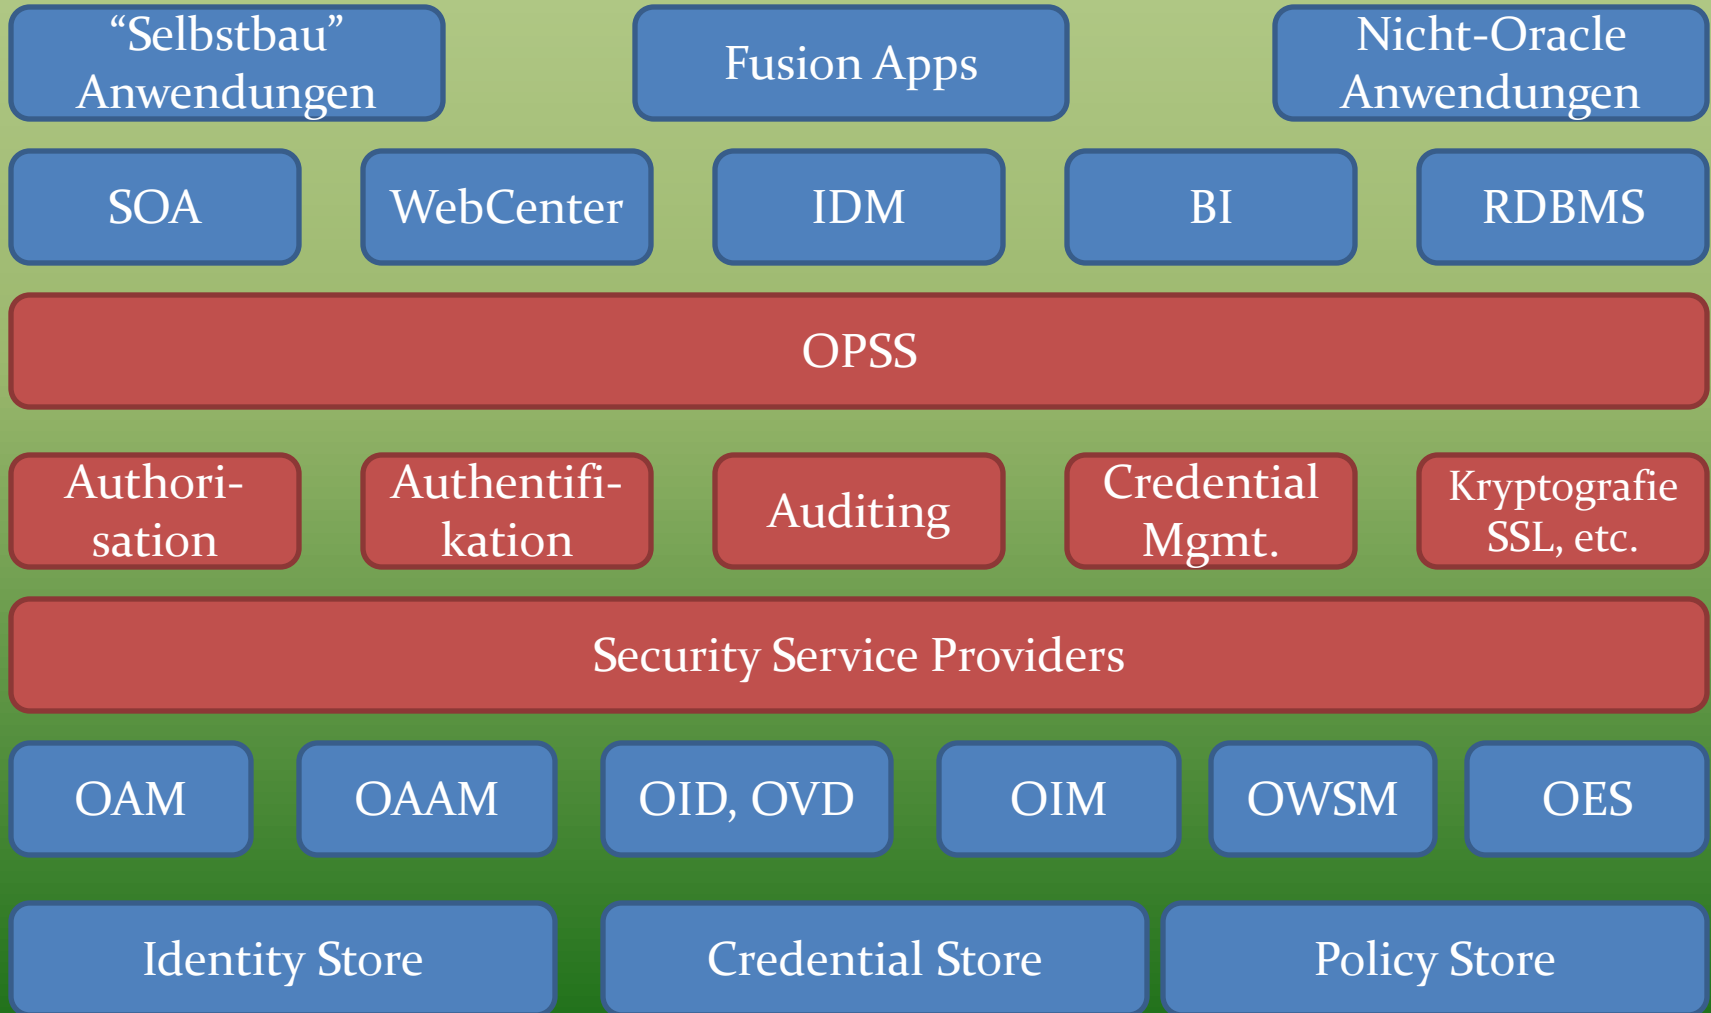 “Selbstbau”
Anwendungen
Fusion Apps
Nicht-Oracle
Anwendungen
SOA
WebCenter
IDM
BI
RDBMS
OPSS
Authori-
sation
Authentifi-
kation
Auditing
Credential
Mgmt.
Kryptografie
SSL, etc.
Security Service Providers
OAM
OAAM
OID, OVD
OIM
OWSM
OES
Identity Store
Credential Store
Policy Store